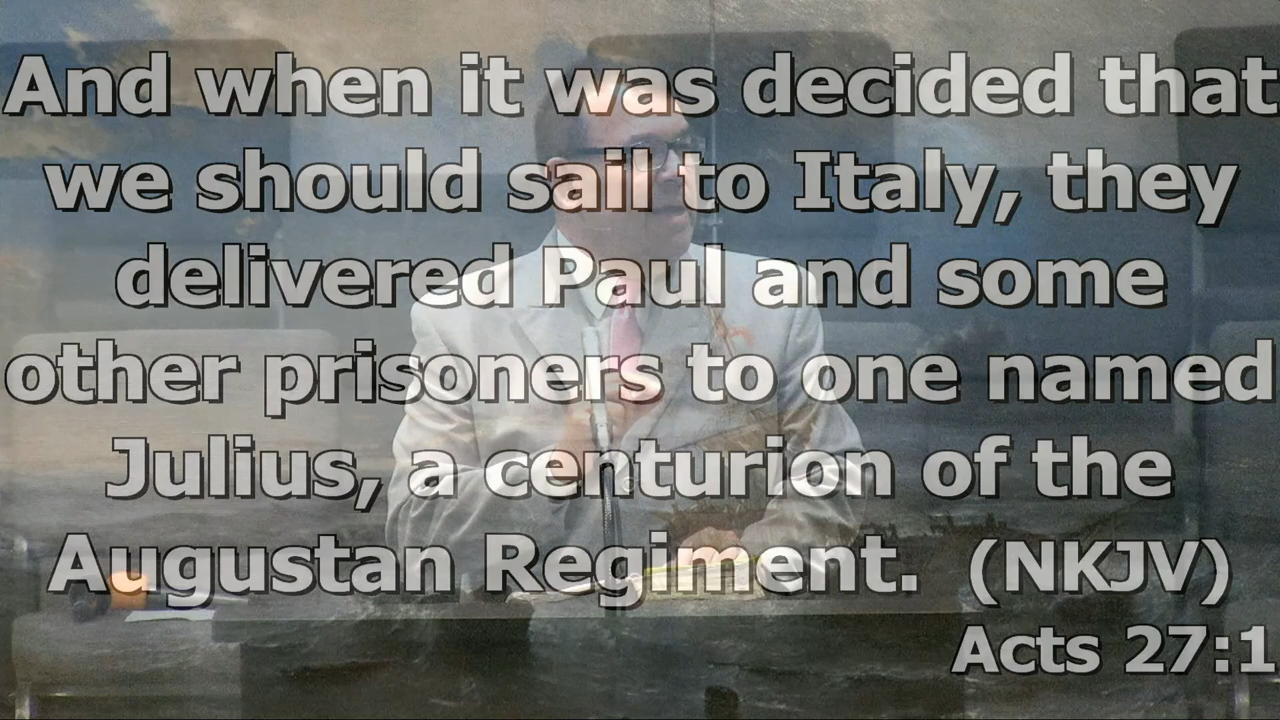 And when it was decided that
we should sail to Italy, they
delivered Paul and some
other prisoners to one named
Julius, a centurion of the
Augustan Regiment. (NKJV)
Acts 27:1